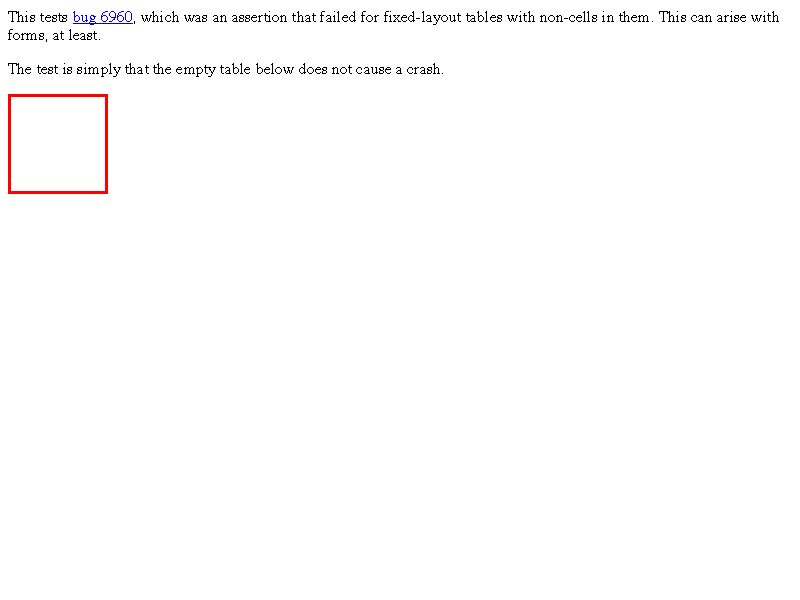 This tests bug 6960, which was an assertion that failed for fixed-layout tables with non-cells in them. This can arise with
forms, at least.
The test is simply that the empty table below does not cause a crash.